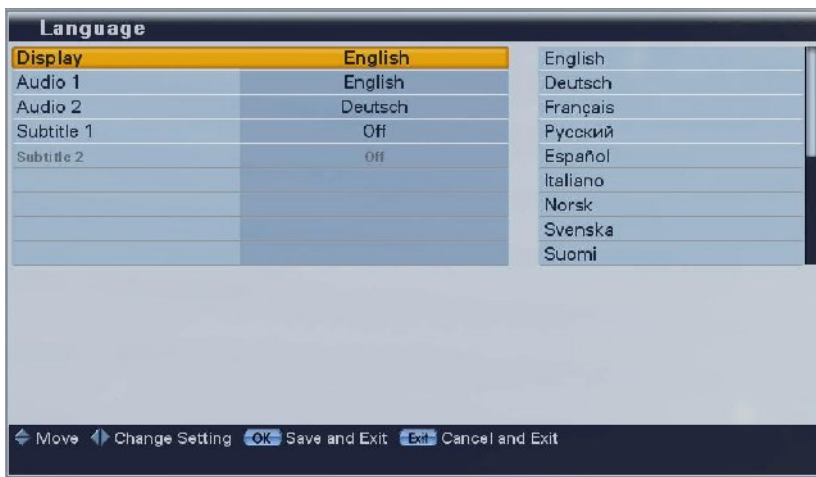 Language
Display English
Audio 1 English
Audio 2 Deutsch
Subtitle 1 Off
Subtitle 2 Off
English
Deutsch
Français
Русский
Español
Italiano
Norsk
Svenska
Suomi
Move Change Setting OK Save and Exit Exit Cancel and Exit